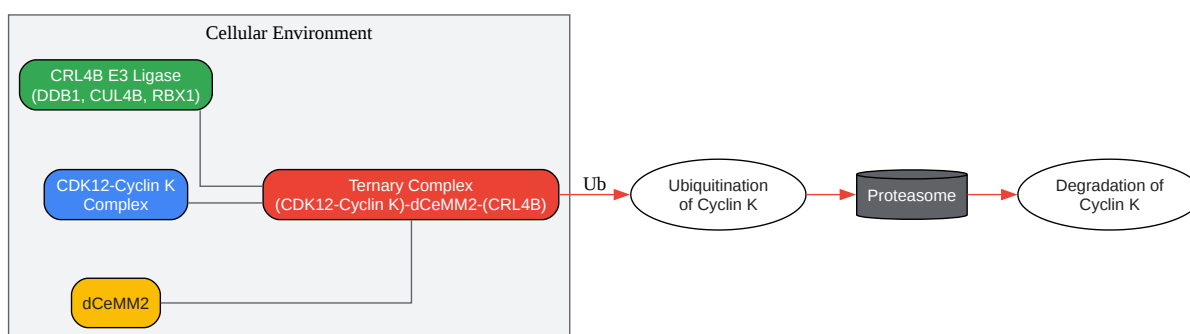 Cellular Environment
CRL4B E3 Ligase
(DDB1, CUL4B, RBX1)
CDK12-Cyclin K
Complex
Ternary Complex
(CDK12-Cyclin K)-dCeMM2-(CRL4B)
dCeMM2
Ub
Ubiquitination
of Cyclin K
Proteasome
Degradation of
Cyclin K